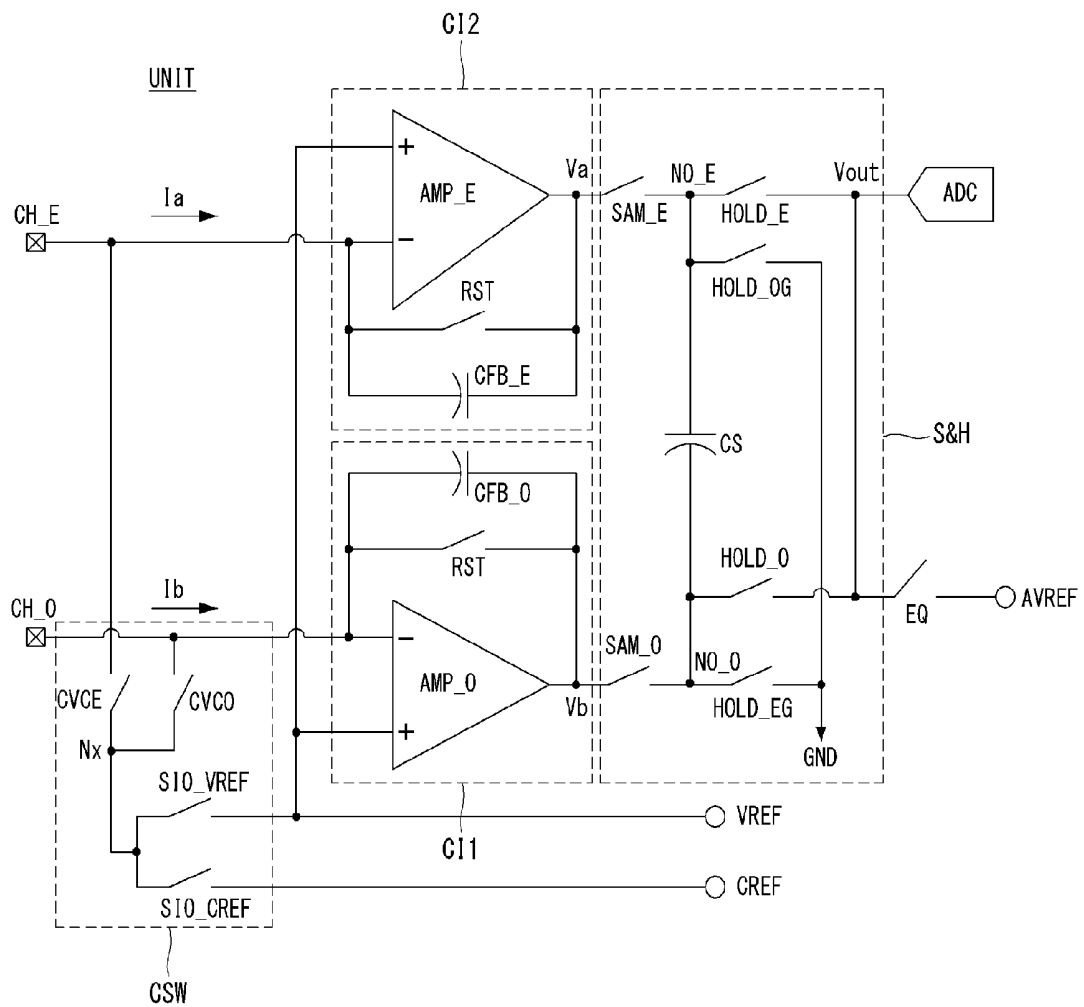 CI2
UNIT
Va
NO_E
Vout
ADC
+
AMP_E
SAM_E
HOLD_E
CH_E
Ia
−
RST
HOLD_OG
CFB_E
CS
S&H
CFB_O
RST
HOLD_O
AVREF
EQ
CH_O
Ib
−
AMP_O
SAM_O
NO_O
HOLD_EG
Vb
CVCE
CVCO
+
Nx
GND
SIO_VREF
VREF
CI1
CREF
SIO_CREF
CSW